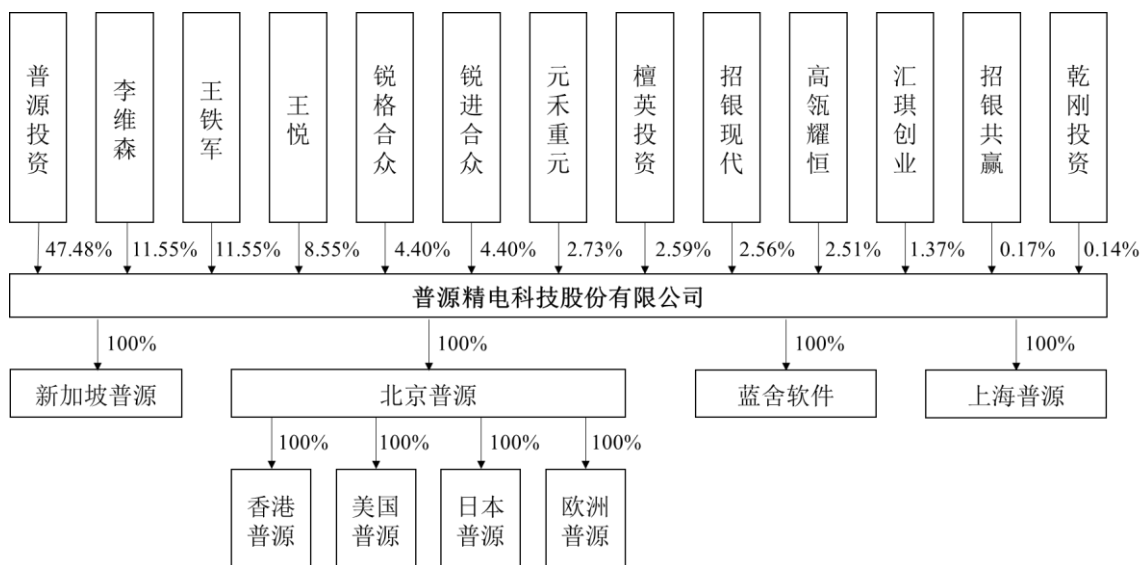 普源投资
李维森
王铁军
王悦
锐格合众
锐进合众
元禾重元
檀英投资
招银现代
高瓴耀恒
汇琪创业
招银共赢
乾刚投资
47.48%
11.55%
11.55%
8.55%
4.40%
4.40%
2.73%
2.59%
2.56%
2.51%
1.37%
0.17%
0.14%
普源精电科技股份有限公司
100%
100%
100%
100%
新加坡普源
北京普源
蓝舍软件
上海普源
100%
100%
100%
100%
香港
普源
美国
普源
日本
普源
欧洲
普源